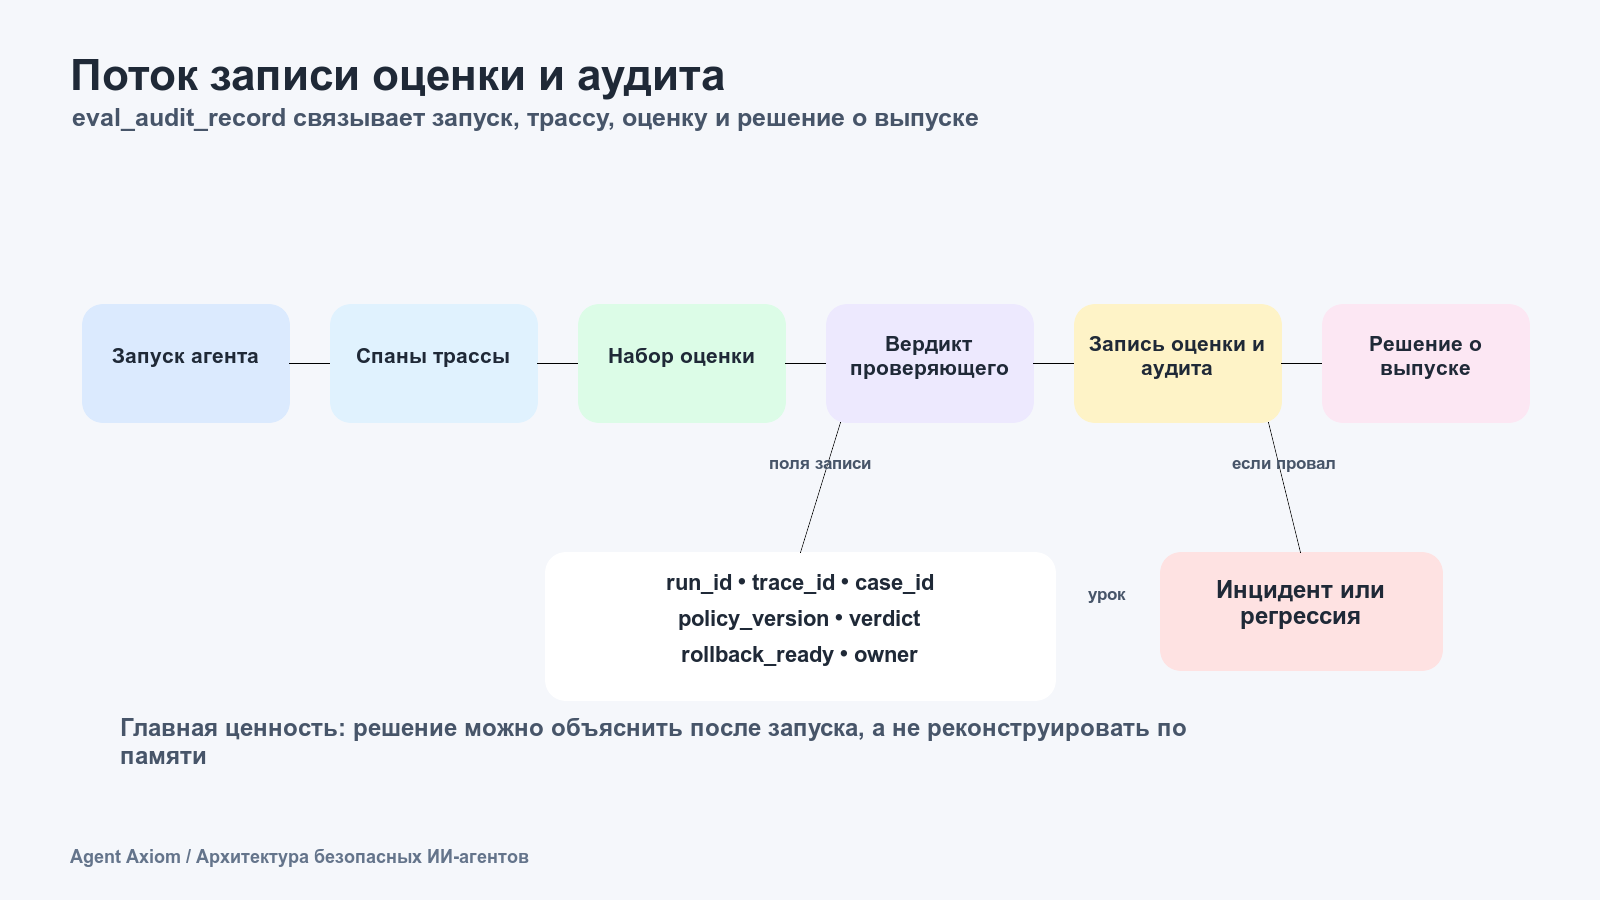 Поток записи оценки и аудита
eval_audit_record связывает запуск, трассу, оценку и решение о выпуске
Запуск агента
Спаны трассы
Набор оценки
Вердикт
проверяющего
Запись оценки и
аудита
Решение о
выпуске
поля записи
если провал
run_id • trace_id • case_id
policy_version • verdict
rollback_ready • owner
урок
Инцидент или
регрессия
Главная ценность: решение можно объяснить после запуска, а не реконструировать по
памяти
Agent Axiom / Архитектура безопасных ИИ-агентов